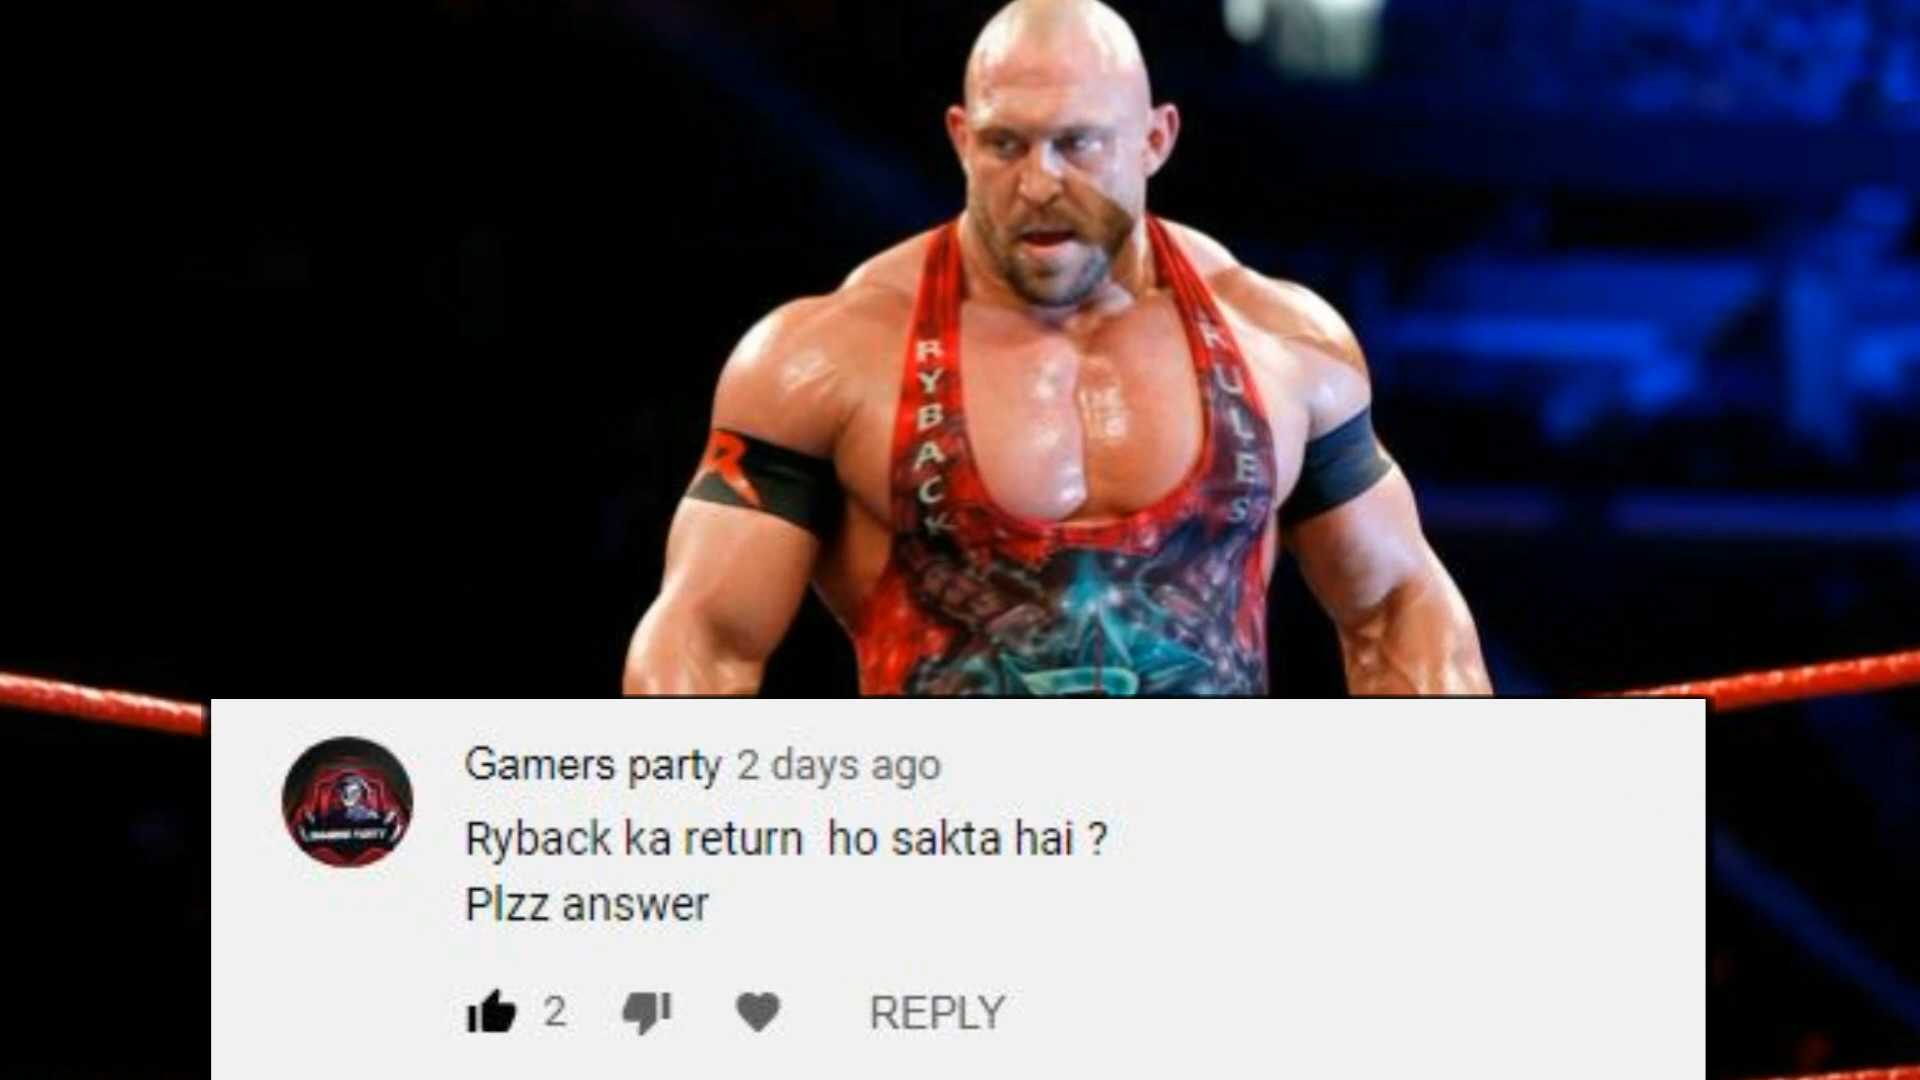 RYBACK
RULES
R
Gamers party 2 days ago
Ryback ka return ho sakta hai ?
Plzz answer
2
REPLY